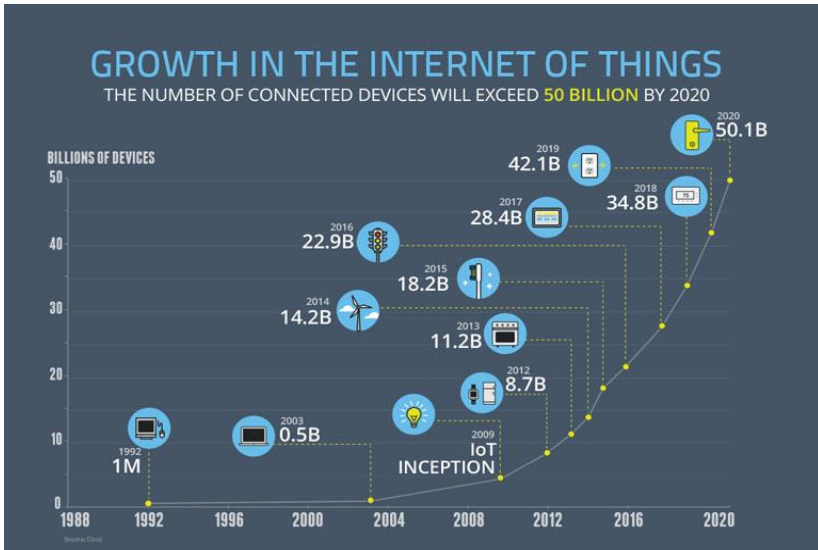 GROWTH IN THE INTERNET OF THINGS
THE NUMBER OF CONNECTED DEVICES WILL EXCEED 50 BILLION BY 2020
BILLIONS OF DEVICES
2020
50.1B
2019
42.1B
2018
34.8B
2017
28.4B
2016
22.9B
2015
18.2B
2014
14.2B
2013
11.2B
2012
8.7B
2009
IoT
INCEPTION
2003
0.5B
1992
1M
50
40
30
20
10
0
1988 1992 1996 2000 2004 2008 2012 2016 2020
Source: Cisco